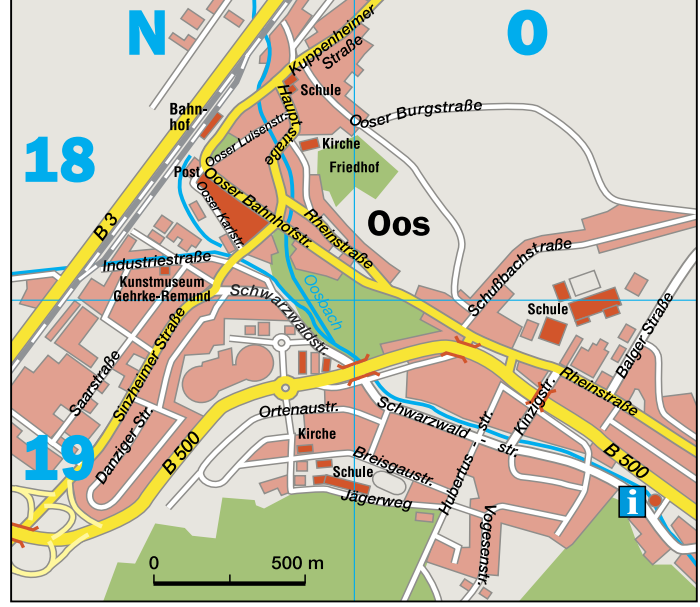 N
O
Kuppenheimer
Straße
Schule
Bahn-
hof
Haupt-
straße
Ooser Burgstraße
Ooser Luisenstr.
Kirche
Friedhof
18
Post
Ooser Karlstr.
Ooser Bahnhofstr.
Rheinstraße
Oos
B 3
Industriestraße
Kunstmuseum
Gehrke-Remund
Oosbach
Schußbachstraße
Schwarzwaldstr.
Schule
Balger Straße
Sinzheimer Straße
Saarstraße
Danziger Str.
Rheinstraße
Kinzigstr.
Ortenaustr.
Schwarzwald-
str.
Hubertus-
str.
19
B 500
Kirche
Breisgaustr.
Schule
Jägerweg
Vogesenstr.
B 500
i
0
500 m